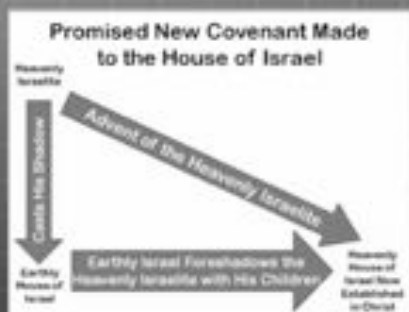 Promised New Covenant Made
to the House of Israel
Heavenly
Israelite
Casts His Shadow
Advent of the Heavenly Israelite
Earthly
House of
Israel
Earthly Israel Foreshadows the
Heavenly Israelite with His Children
Heavenly
House of
Israel Now
Established
in Christ